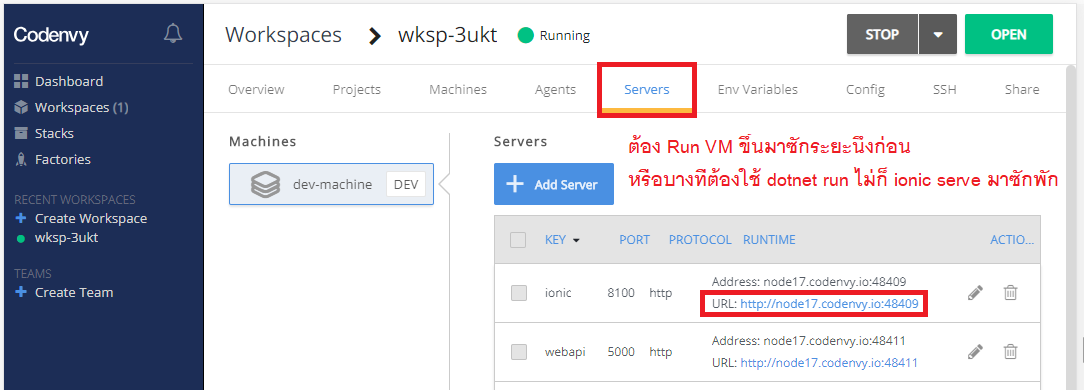 Codenvy
Workspaces wksp-3ukt Running STOP OPEN
Dashboard
Workspaces (1)
Stacks
Factories
RECENT WORKSPACES
Create Workspace
wksp-3ukt
TEAMS
Create Team
Overview Projects Machines Agents Servers Env Variables Config SSH Share
Machines
dev-machine DEV
Servers
Add Server
ต้อง Run VM ขึ้นมาซักระยะนึงก่อน
หรือบางทีต้องใช้ dotnet run ไม่ก็ ionic serve มาซักพัก
KEY PORT PROTOCOL RUNTIME ACTIO...
ionic 8100 http Address: node17.codenvy.io:48409
URL: http://node17.codenvy.io:48409
webapi 5000 http Address: node17.codenvy.io:48411
URL: http://node17.codenvy.io:48411